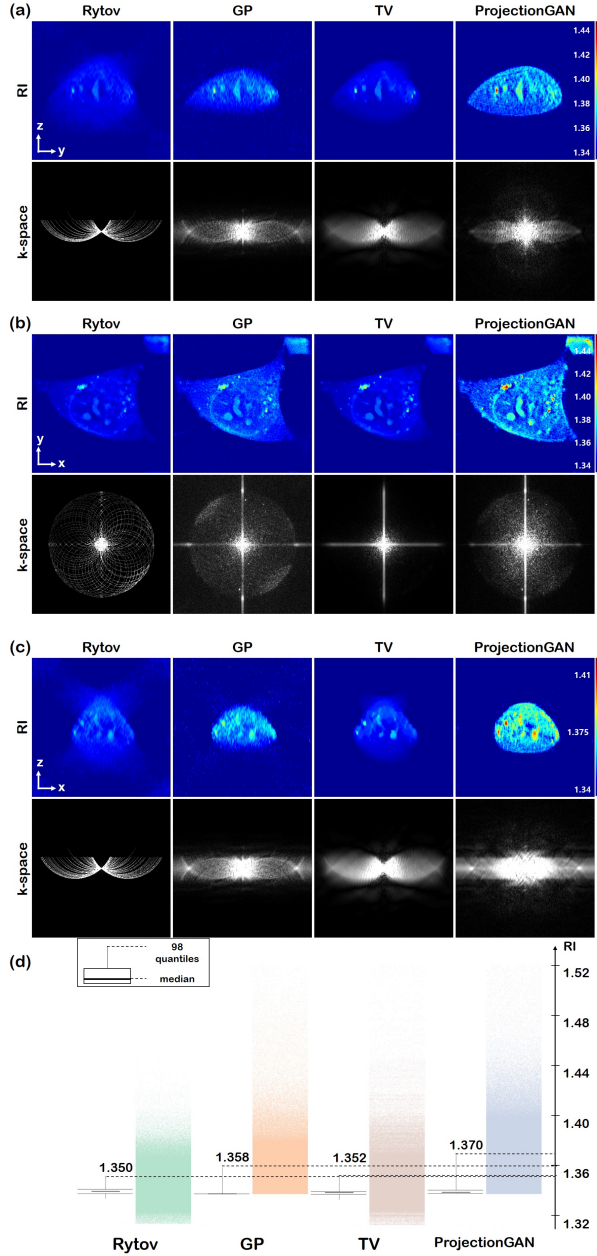 (a) Rytov GP TV ProjectionGAN
RI
z
y
1.44
1.42
1.40
1.38
1.36
1.34
k-space
(b) Rytov GP TV ProjectionGAN
RI
y
x
1.44
1.42
1.40
1.38
1.36
1.34
k-space
(c) Rytov GP TV ProjectionGAN
RI
z
x
1.41
1.375
1.34
k-space
(d)
98
quantiles
median
RI
1.52
1.48
1.44
1.40
1.36
1.32
1.350
1.358
1.352
1.370
Rytov GP TV ProjectionGAN